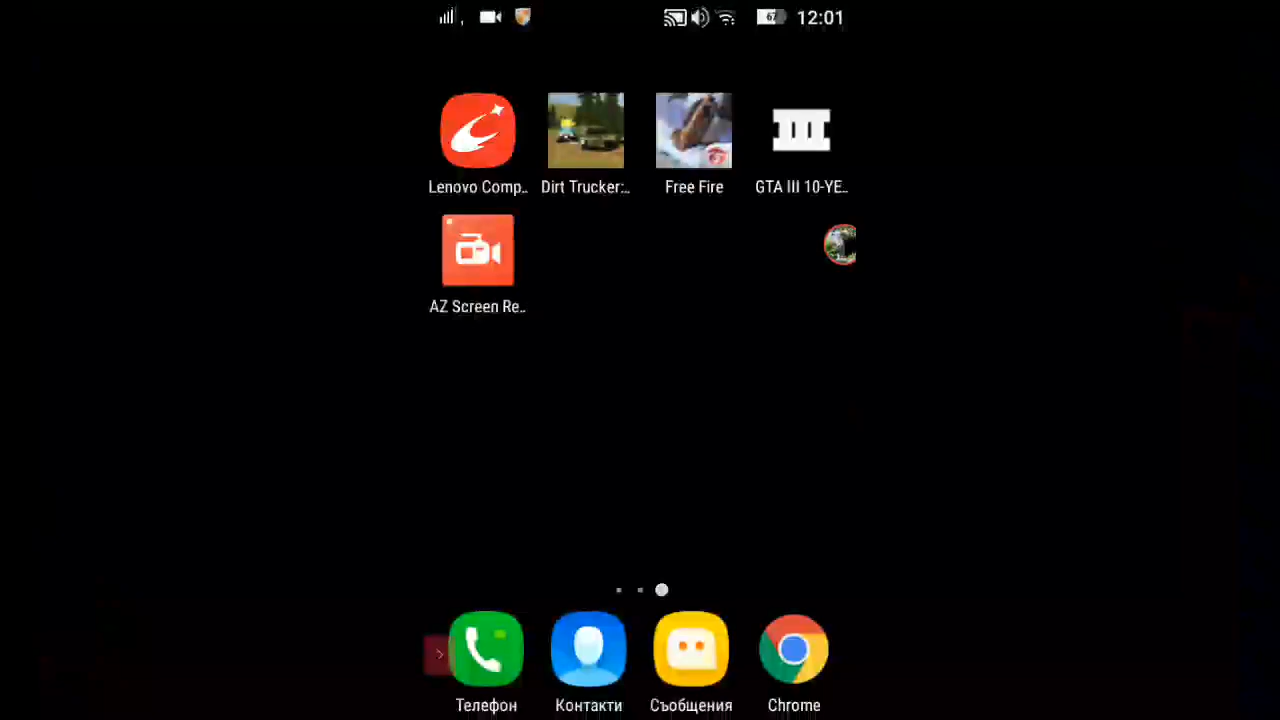 67 12:01
Lenovo Comp.. Dirt Trucker:.. Free Fire GTA III 10-YE..
AZ Screen Re..
Телефон Контакти Съобщения Chrome